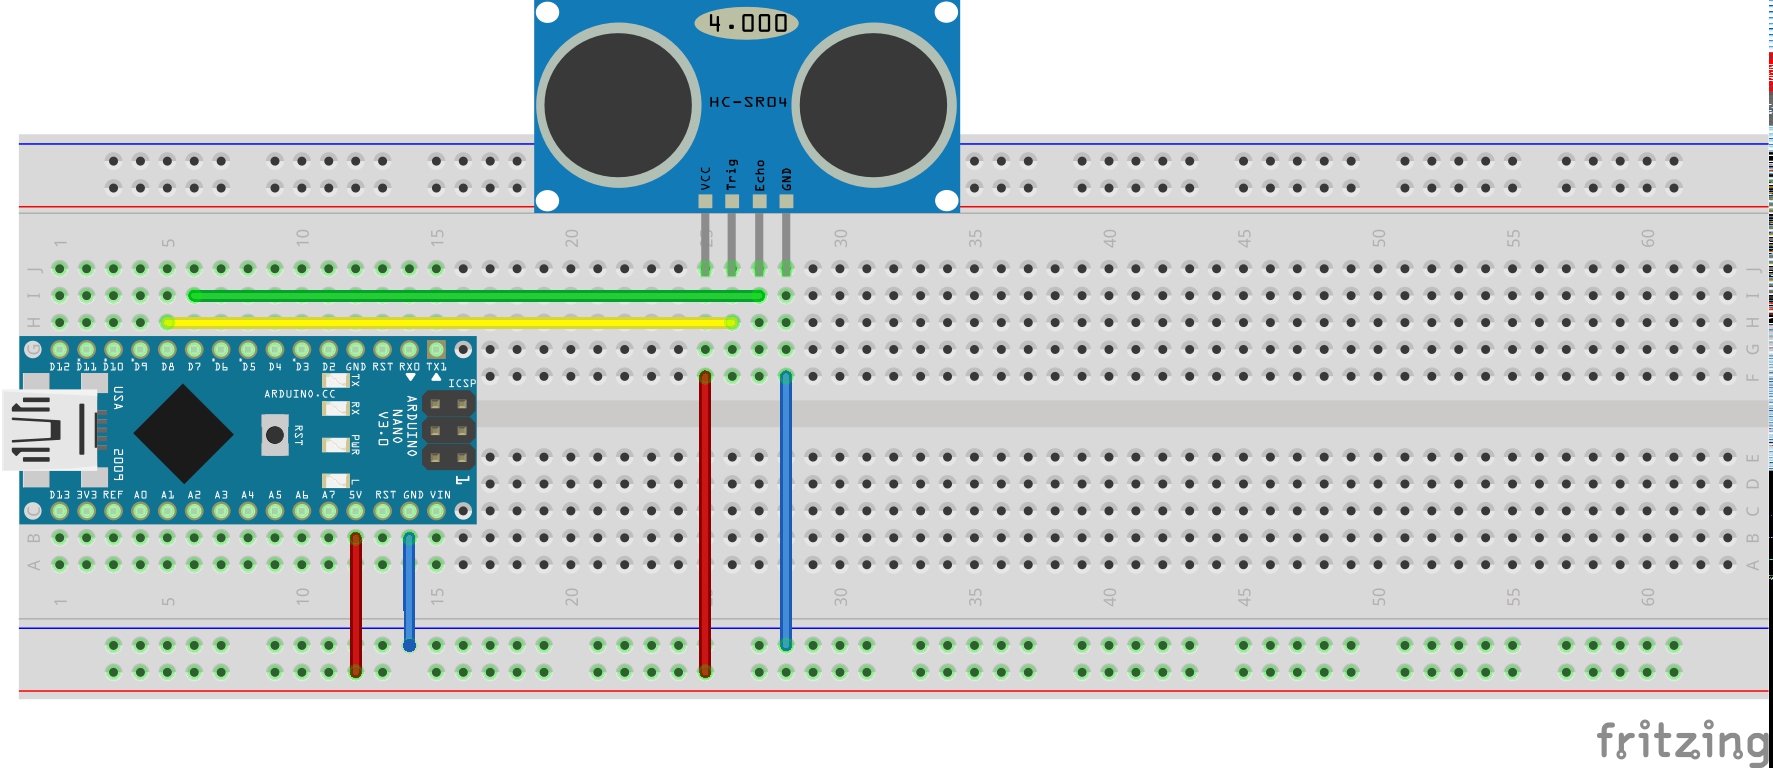 4.000
HC-SR04
VCC Trig Echo GND
1 5 10 15 20 25 30 35 40 45 50 55 60
J J
I I
H H
G G
D12 D11 D10 D9 D8 D7 D6 D5 D4 D3 D2 GND RST RX0 TX1
F
TX
ICSP
USA
ARDUINO.CC
RX
ARDUINO
NANO
V3.0
RST
PWR
2009
L
1
E
D
D13 3V3 REF A0 A1 A2 A3 A4 A5 A6 A7 5V RST GND VIN
C C
B B
A A
1 5 10 15 20 30 35 40 45 50 55 60
fritzing